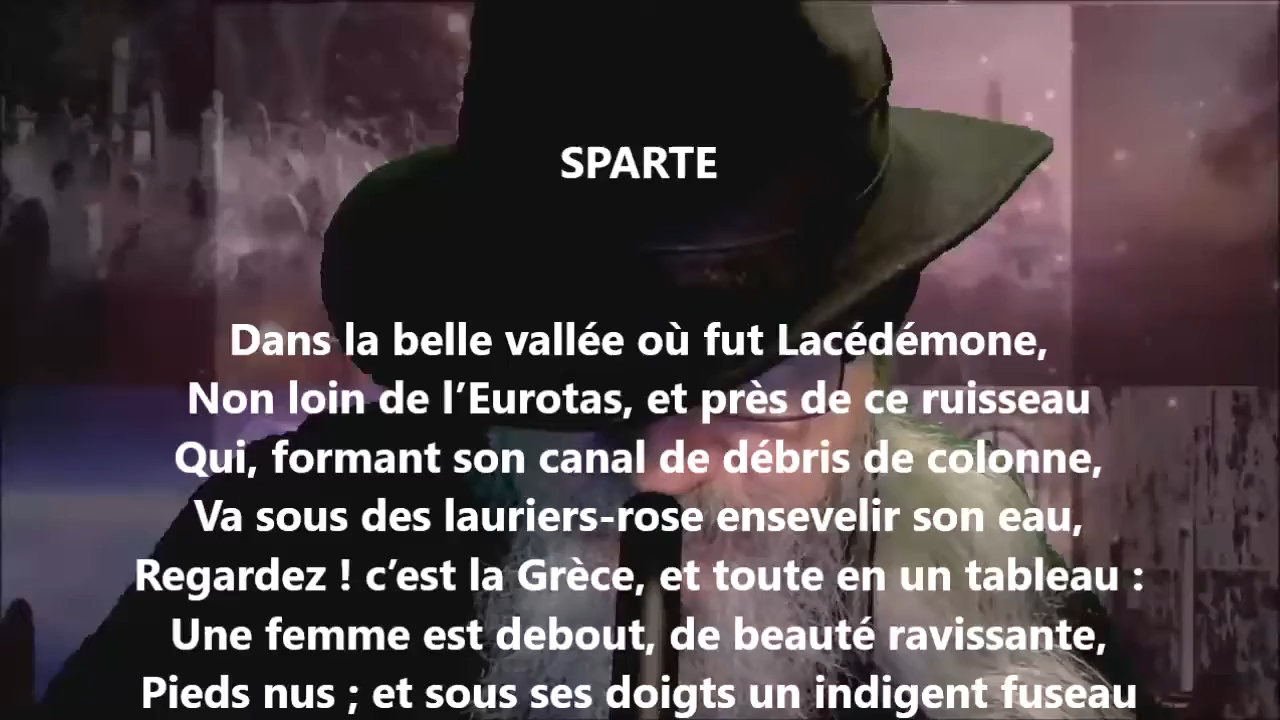 SPARTE
Dans la belle vallée où fut Lacédémone,
Non loin de l’Eurotas, et près de ce ruisseau
Qui, formant son canal de débris de colonne,
Va sous des lauriers-rose ensevelir son eau,
Regardez ! c’est la Grèce, et toute en un tableau :
Une femme est debout, de beauté ravissante,
Pieds nus ; et sous ses doigts un indigent fuseau